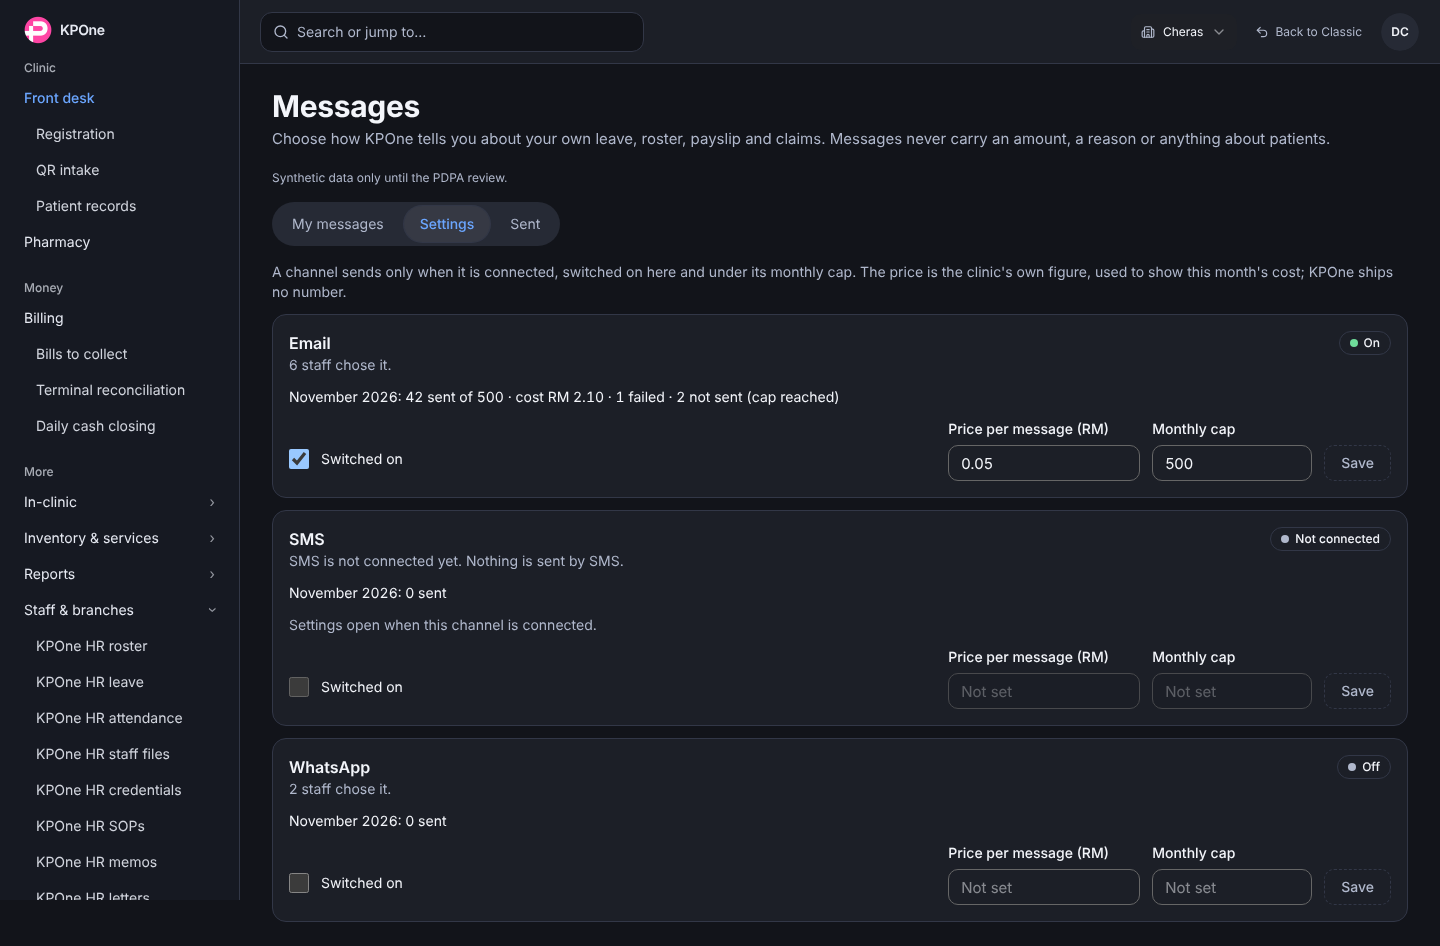 KPOne
Search or jump to...
Cheras
Back to Classic
DC
Clinic
Front desk
Registration
QR intake
Patient records
Pharmacy
Money
Billing
Bills to collect
Terminal reconciliation
Daily cash closing
More
In-clinic
Inventory & services
Reports
Staff & branches
KPOne HR roster
KPOne HR leave
KPOne HR attendance
KPOne HR staff files
KPOne HR credentials
KPOne HR SOPs
KPOne HR memos
KPOne HR letters
Messages
Choose how KPOne tells you about your own leave, roster, payslip and claims. Messages never carry an amount, a reason or anything about patients.
Synthetic data only until the PDPA review.
My messages
Settings
Sent
A channel sends only when it is connected, switched on here and under its monthly cap. The price is the clinic's own figure, used to show this month's cost; KPOne ships
no number.
Email
On
6 staff chose it.
November 2026: 42 sent of 500 · cost RM 2.10 · 1 failed · 2 not sent (cap reached)
Price per message (RM)
Monthly cap
Switched on
0.05
500
Save
SMS
Not connected
SMS is not connected yet. Nothing is sent by SMS.
November 2026: 0 sent
Settings open when this channel is connected.
Price per message (RM)
Monthly cap
Switched on
Not set
Not set
Save
WhatsApp
Off
2 staff chose it.
November 2026: 0 sent
Price per message (RM)
Monthly cap
Switched on
Not set
Not set
Save